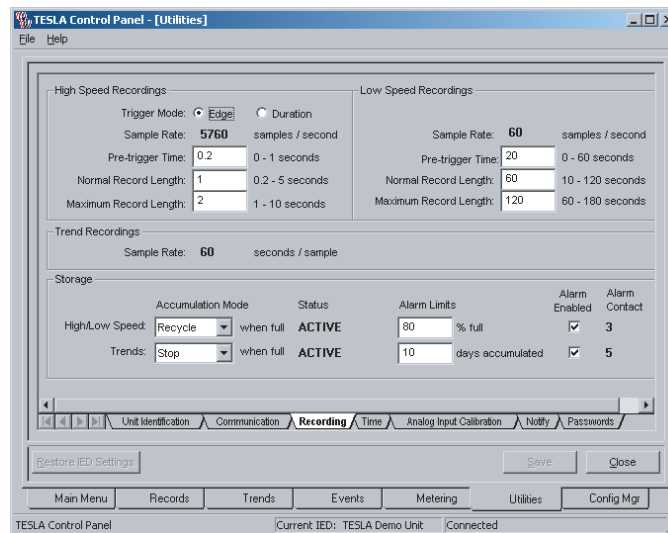 TESLA Control Panel - [Utilities]
File Help
High Speed Recordings
Trigger Mode: Edge Duration
Sample Rate: 5760 samples / second
Pre-trigger Time: 0.2 0 - 1 seconds
Normal Record Length: 1 0.2 - 5 seconds
Maximum Record Length: 2 1 - 10 seconds
Low Speed Recordings
Sample Rate: 60 samples / second
Pre-trigger Time: 20 0 - 60 seconds
Normal Record Length: 60 10 - 120 seconds
Maximum Record Length: 120 60 - 180 seconds
Trend Recordings
Sample Rate: 60 seconds / sample
Storage
Accumulation Mode Status Alarm Limits Alarm Enabled Alarm Contact
High/Low Speed: Recycle when full ACTIVE 80 % full 3
Trends: Stop when full ACTIVE 10 days accumulated 5
Unit Identification Communication Recording Time Analog Input Calibration Notify Passwords
Restore IED Settings Save Close
Main Menu Records Trends Events Metering Utilities Config Mgr
TESLA Control Panel Current IED: TESLA Demo Unit Connected